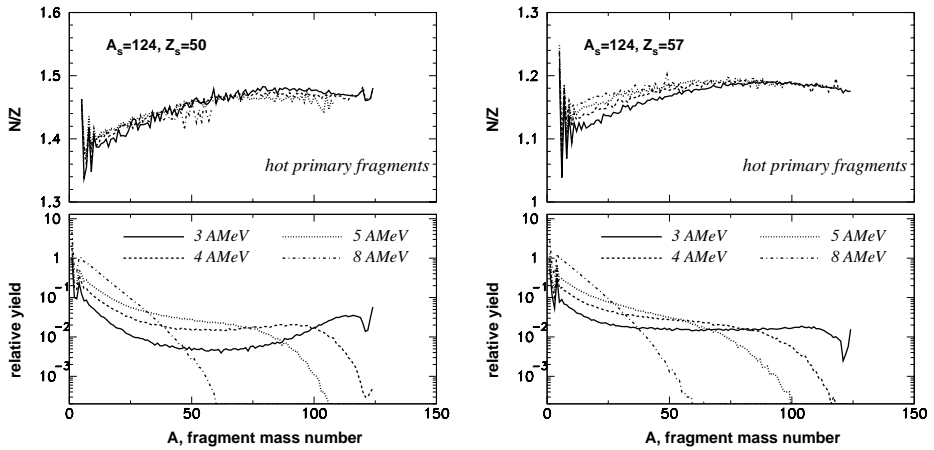 1.6
1.5
1.4
1.3
N/Z
A_s=124, Z_s=50
hot primary fragments
1.3
1.2
1.1
1
N/Z
A_s=124, Z_s=57
hot primary fragments
10
1
10^-1
10^-2
10^-3
relative yield
3 AMeV
4 AMeV
5 AMeV
8 AMeV
0
50
100
150
A, fragment mass number
10
1
10^-1
10^-2
10^-3
relative yield
3 AMeV
4 AMeV
5 AMeV
8 AMeV
0
50
100
150
A, fragment mass number